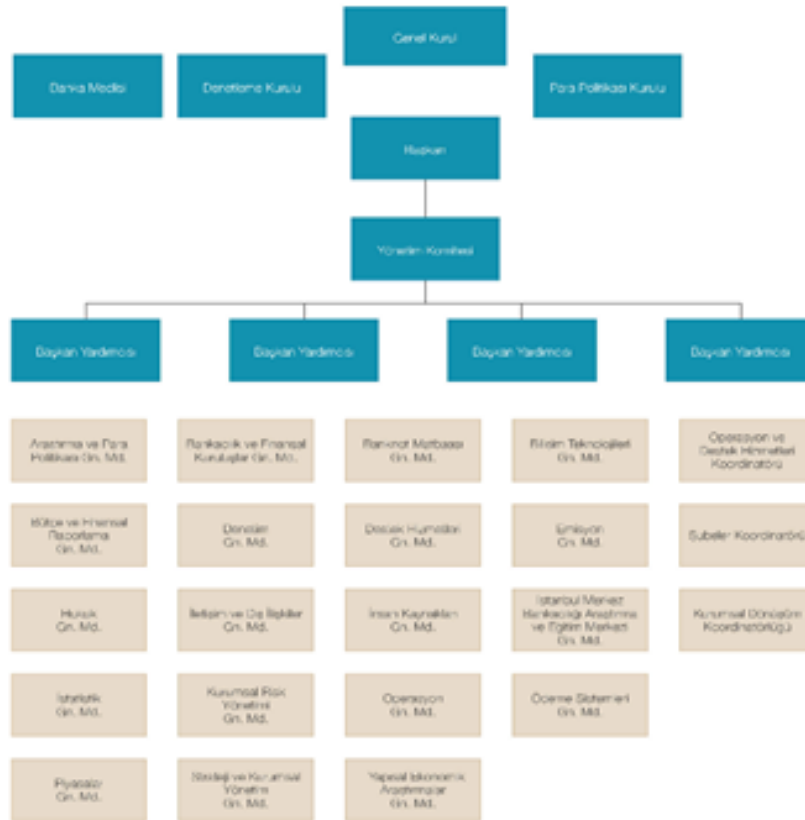 Genel Kurul
Banka Meclisi
Denetleme Kurulu
Para Politikası Kurulu
Başkan
Yönetim Komitesi
Başkan Yardımcısı
Başkan Yardımcısı
Başkan Yardımcısı
Başkan Yardımcısı
Araştırma ve Para
Politikası Gn. Md.
Bankacılık ve Finansal
Kuruluşlar Gn. Md.
Banknot Matbaası
Gn. Md.
Bilişim Teknolojileri
Gn. Md.
Operasyon ve
Destek Hizmetleri
Koordinatörü
Bütçe ve Finansal
Raporlama
Gn. Md.
Denetim
Gn. Md.
Destek Hizmetleri
Gn. Md.
Emisyon
Gn. Md.
Şubeler Koordinatörü
Hukuk
Gn. Md.
İletişim ve Dış İlişkiler
Gn. Md.
İnsan Kaynakları
Gn. Md.
İstanbul Merkez
Bankacılığı Araştırma
ve Eğitim Merkezi
Gn. Md.
Kurumsal Dönüşüm
Koordinatörlüğü
İstatistik
Gn. Md.
Kurumsal Risk
Yönetimi
Gn. Md.
Operasyon
Gn. Md.
Ödeme Sistemleri
Gn. Md.
Piyasalar
Gn. Md.
Strateji ve Kurumsal
Yönetim
Gn. Md.
Yapısal Ekonomik
Araştırmalar
Gn. Md.